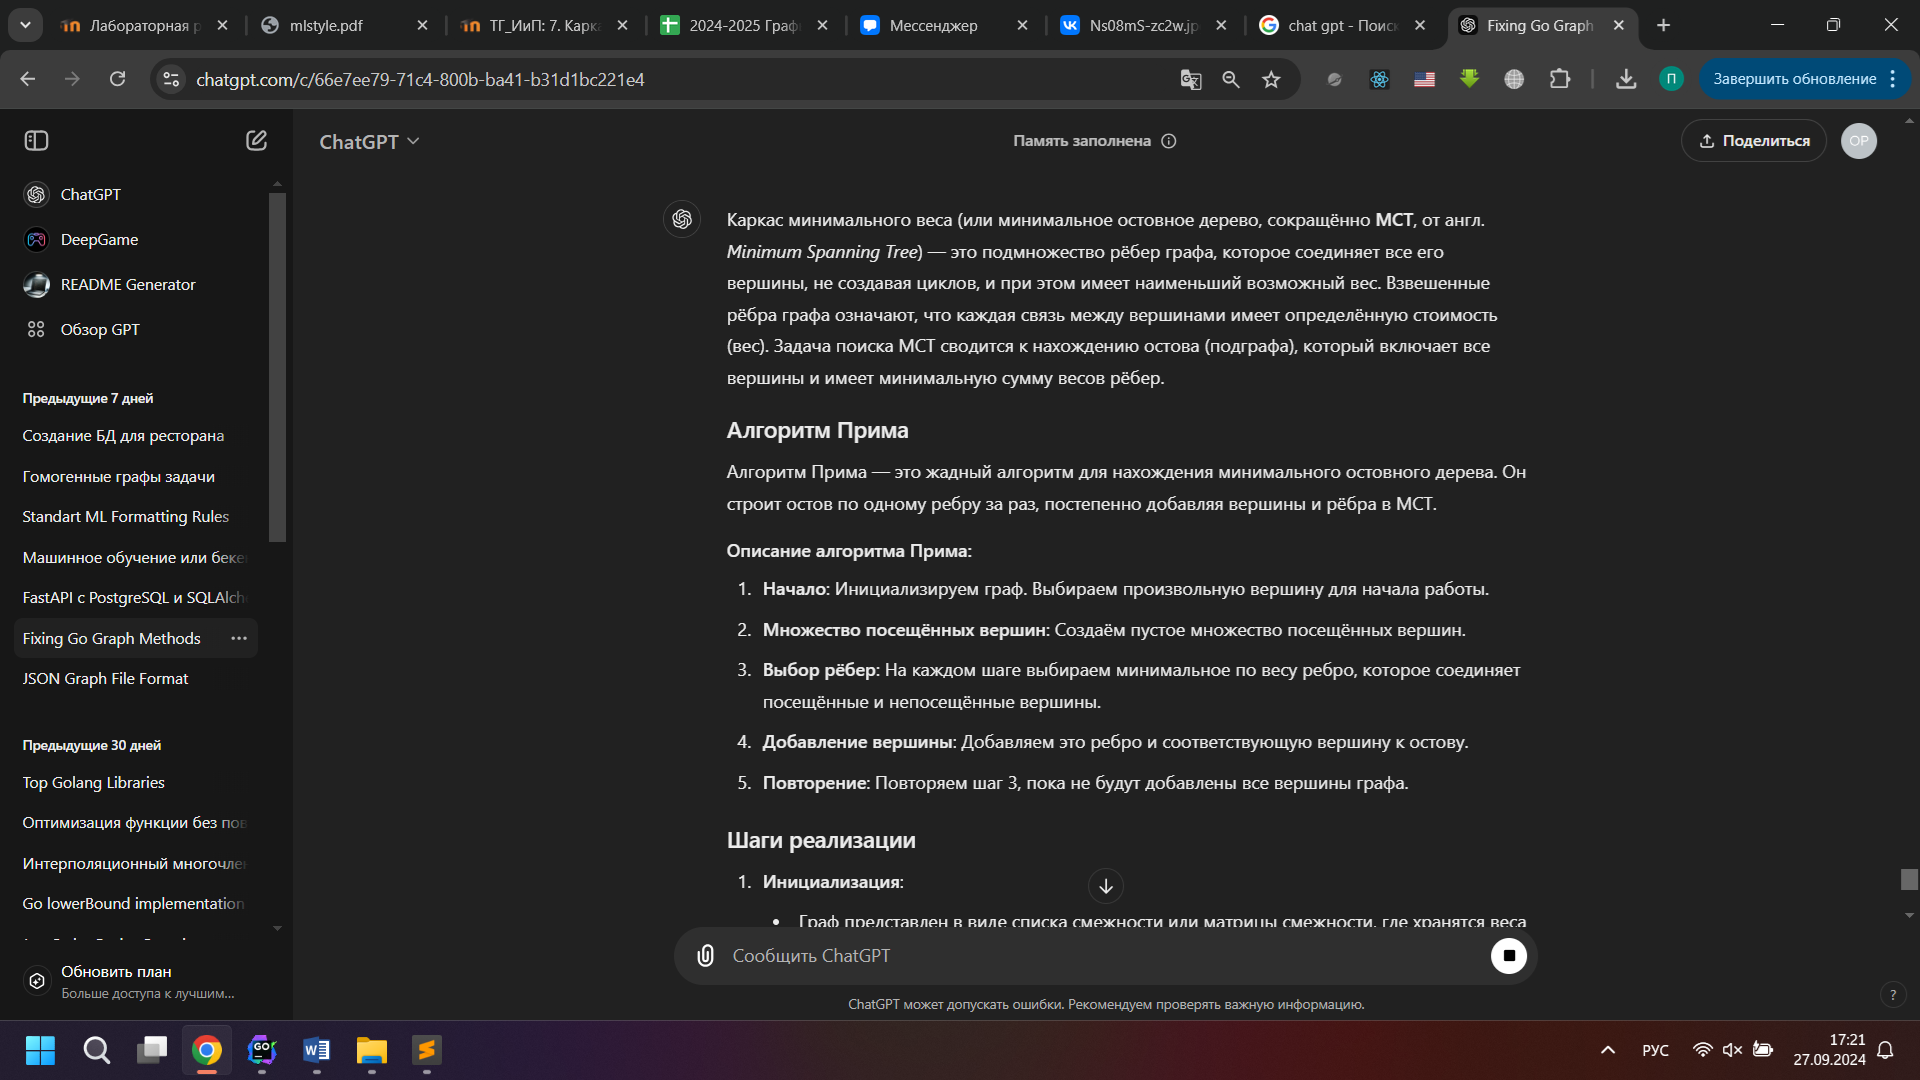 Лабораторная р
mlstyle.pdf
ТГ_ИиП: 7. Карка
2024-2025 Граф
Мессенджер
Ns08mS-zc2w.jp
chat gpt - Поиск
Fixing Go Graph
chatgpt.com/c/66e7ee79-71c4-800b-ba41-b31d1bc221e4
П
Завершить обновление
ChatGPT
Память заполнена
Поделиться
OP
ChatGPT
DeepGame
README Generator
Обзор GPT
Предыдущие 7 дней
Создание БД для ресторана
Гомогенные графы задачи
Standart ML Formatting Rules
Машинное обучение или беке
FastAPI с PostgreSQL и SQLAlche
Fixing Go Graph Methods
JSON Graph File Format
Предыдущие 30 дней
Top Golang Libraries
Оптимизация функции без пов
Интерполяционный многочлен
Go lowerBound implementation
Обновить план
Больше доступа к лучшим...
Каркас минимального веса (или минимальное остовное дерево, сокращённо МСТ, от англ.
Minimum Spanning Tree) — это подмножество рёбер графа, которое соединяет все его
вершины, не создавая циклов, и при этом имеет наименьший возможный вес. Взвешенные
рёбра графа означают, что каждая связь между вершинами имеет определённую стоимость
(вес). Задача поиска МСТ сводится к нахождению остова (подграфа), который включает все
вершины и имеет минимальную сумму весов рёбер.
Алгоритм Прима
Алгоритм Прима — это жадный алгоритм для нахождения минимального остовного дерева. Он
строит остов по одному ребру за раз, постепенно добавляя вершины и рёбра в МСТ.
Описание алгоритма Прима:
1. Начало: Инициализируем граф. Выбираем произвольную вершину для начала работы.
2. Множество посещённых вершин: Создаём пустое множество посещённых вершин.
3. Выбор рёбер: На каждом шаге выбираем минимальное по весу ребро, которое соединяет
посещённые и непосещённые вершины.
4. Добавление вершины: Добавляем это ребро и соответствующую вершину к остову.
5. Повторение: Повторяем шаг 3, пока не будут добавлены все вершины графа.
Шаги реализации
1. Инициализация:
• Граф представлен в виде списка смежности или матрицы смежности, где хранятся веса
Сообщить ChatGPT
ChatGPT может допускать ошибки. Рекомендуем проверять важную информацию.
?
GO
РУС
17:21
27.09.2024